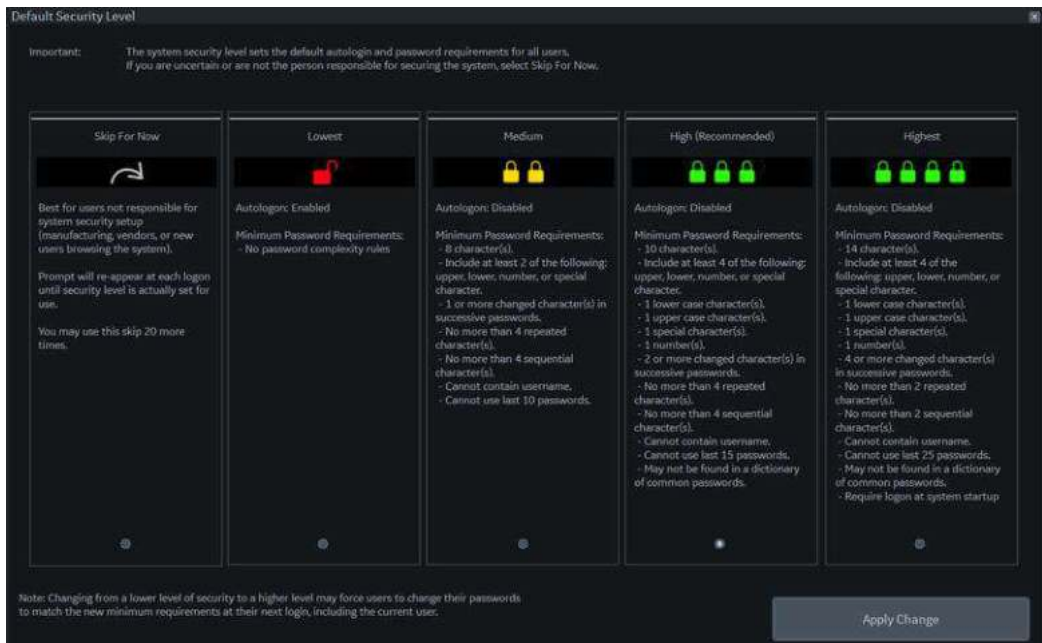 Default Security Level
Important: The system security level sets the default autologin and password requirements for all users.
If you are uncertain or are not the person responsible for securing the system, select Skip For Now.
Skip For Now
Best for users not responsible for
system security setup
(manufacturing, vendors, or new
users browsing the system).
Prompt will re-appear at each logon
until security level is actually set for
use.
You may use this skip 20 more
times.
Lowest
Autologon: Enabled
Minimum Password Requirements:
- No password complexity rules
Medium
Autologon: Disabled
Minimum Password Requirements:
- 8 character(s).
- Include at least 2 of the following:
upper, lower, number, or special
character.
- 1 or more changed character(s) in
successive passwords.
- No more than 4 repeated
character(s).
- No more than 4 sequential
character(s).
- Cannot contain username.
- Cannot use last 10 passwords.
High (Recommended)
Autologon: Disabled
Minimum Password Requirements:
- 10 character(s).
- Include at least 4 of the following:
upper, lower, number, or special
character.
- 1 lower case character(s).
- 1 upper case character(s).
- 1 special character(s).
- 1 number(s).
- 2 or more changed character(s) in
successive passwords.
- No more than 4 repeated
character(s).
- No more than 4 sequential
character(s).
- Cannot contain username.
- Cannot use last 15 passwords.
- May not be found in a dictionary
of common passwords.
Highest
Autologon: Disabled
Minimum Password Requirements:
- 14 character(s).
- Include at least 4 of the
following: upper, lower, number, or
special character.
- 1 lower case character(s).
- 1 upper case character(s).
- 1 special character(s).
- 1 number(s).
- 4 or more changed character(s)
in successive passwords.
- No more than 2 repeated
character(s).
- No more than 2 sequential
character(s).
- Cannot contain username.
- Cannot use last 25 passwords.
- May not be found in a dictionary
of common passwords.
- Require logon at system startup
Note: Changing from a lower level of security to a higher level may force users to change their passwords
to match the new minimum requirements at their next login, including the current user.
Apply Change